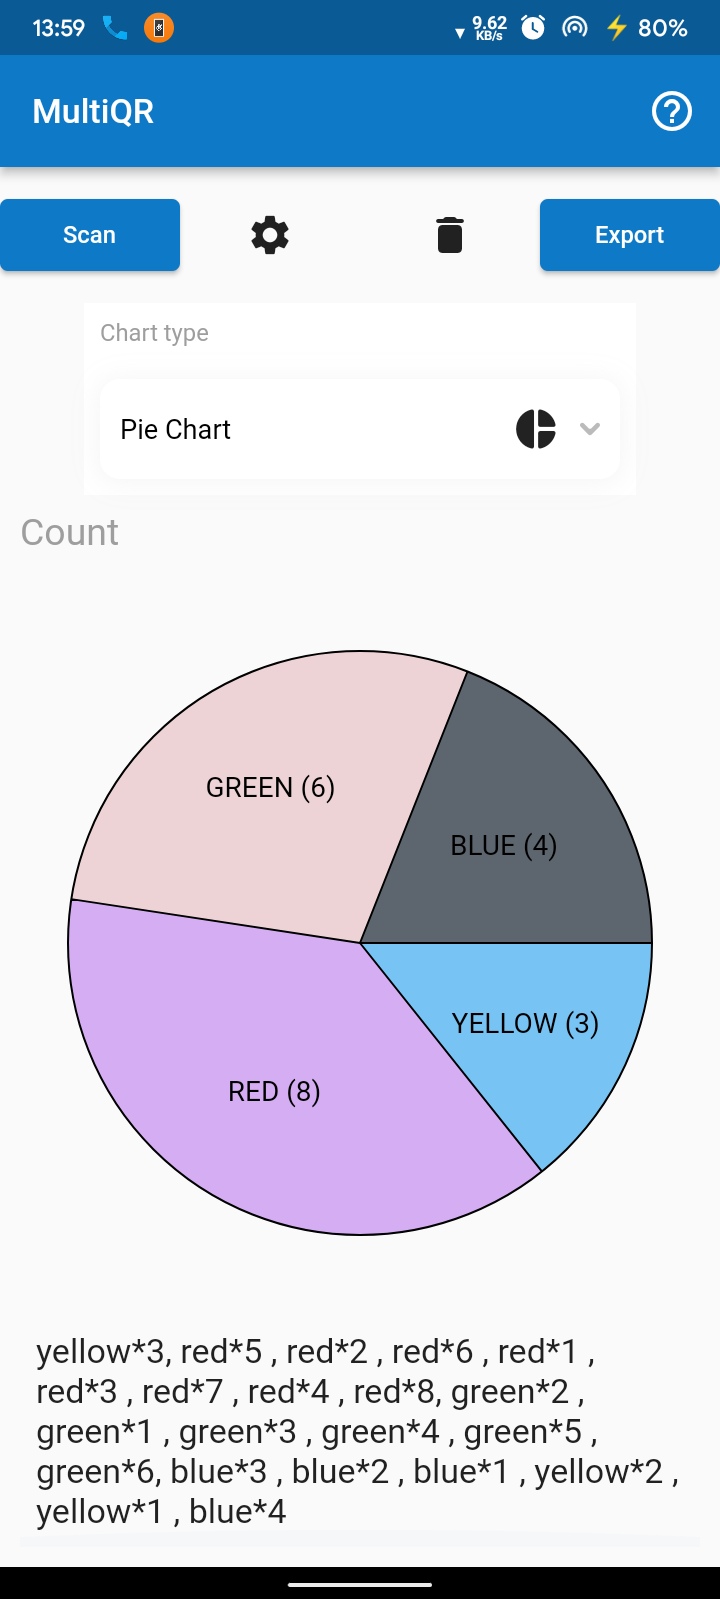 13:59 9.62 KB/s 80%
MultiQR
Scan Export
Chart type
Pie Chart
Count
GREEN (6)
BLUE (4)
YELLOW (3)
RED (8)
yellow*3, red*5 , red*2 , red*6 , red*1 ,
red*3 , red*7 , red*4 , red*8, green*2 ,
green*1 , green*3 , green*4 , green*5 ,
green*6, blue*3 , blue*2 , blue*1 , yellow*2 ,
yellow*1 , blue*4